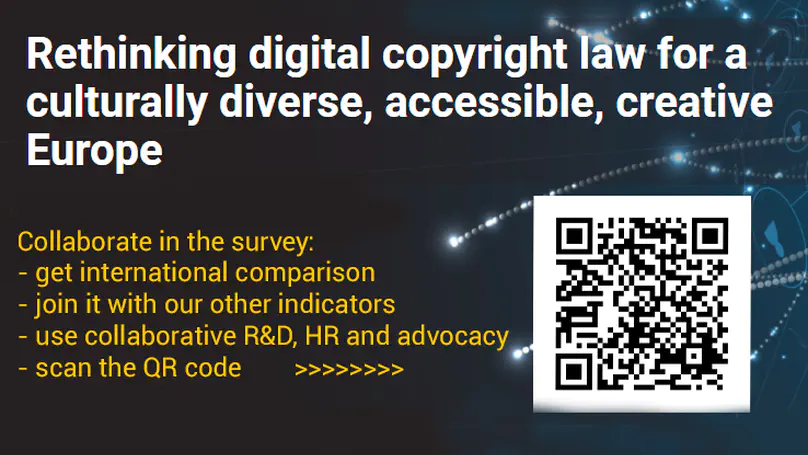 Rethinking digital copyright law for a
culturally diverse, accessible, creative
Europe
Collaborate in the survey:
- get international comparison
- join it with our other indicators
- use collaborative R&D, HR and advocacy
- scan the QR code >>>>>>>>